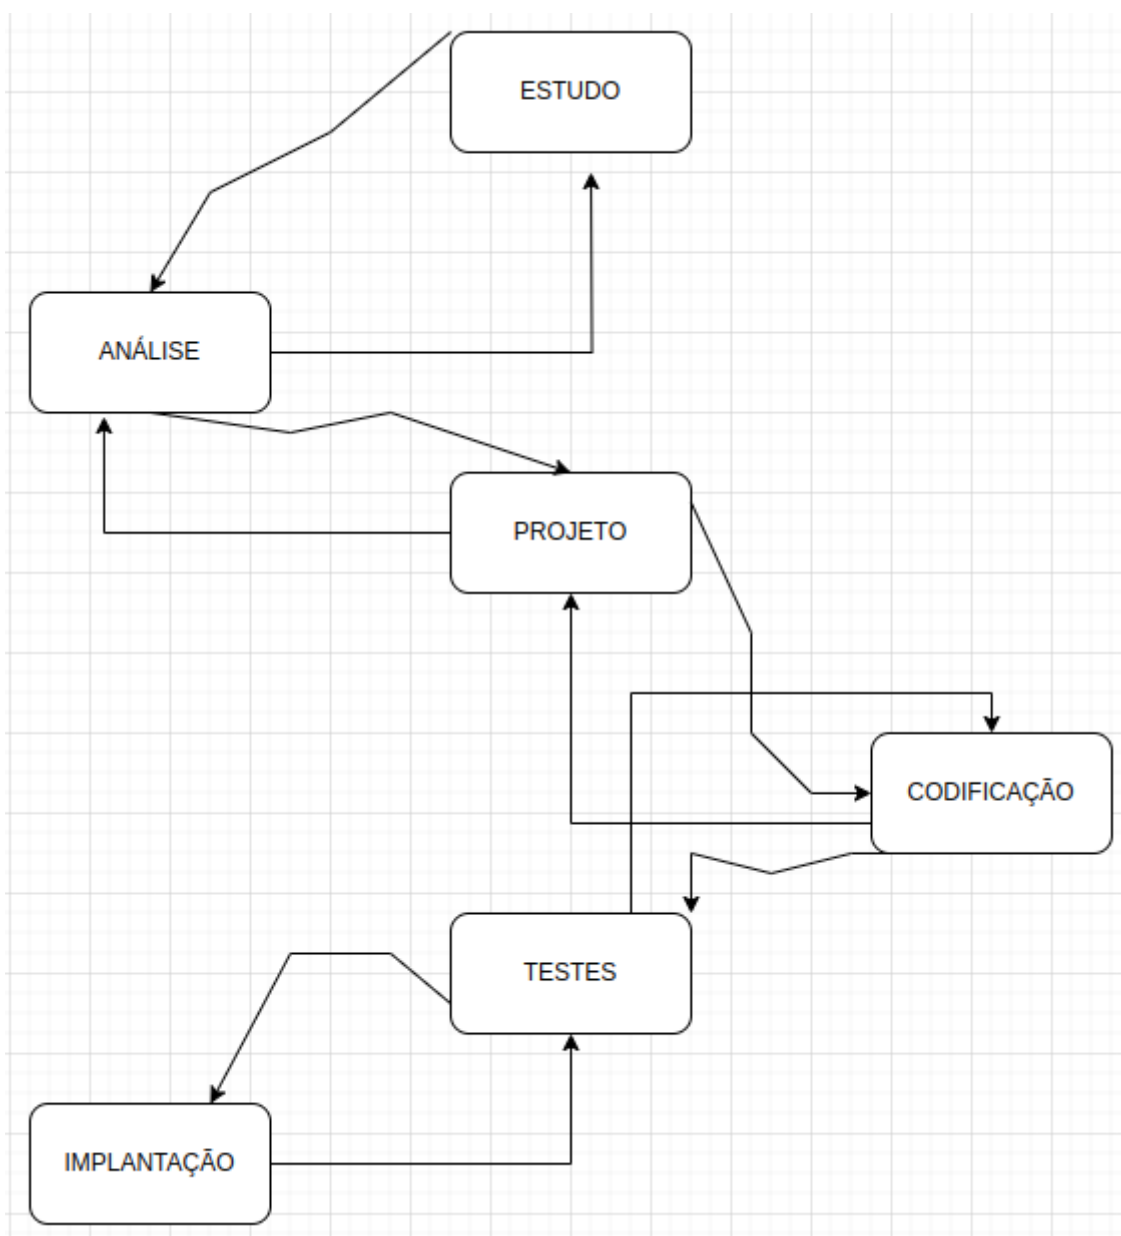 ESTUDO
ANÁLISE
PROJETO
CODIFICAÇÃO
TESTES
IMPLANTAÇÃO